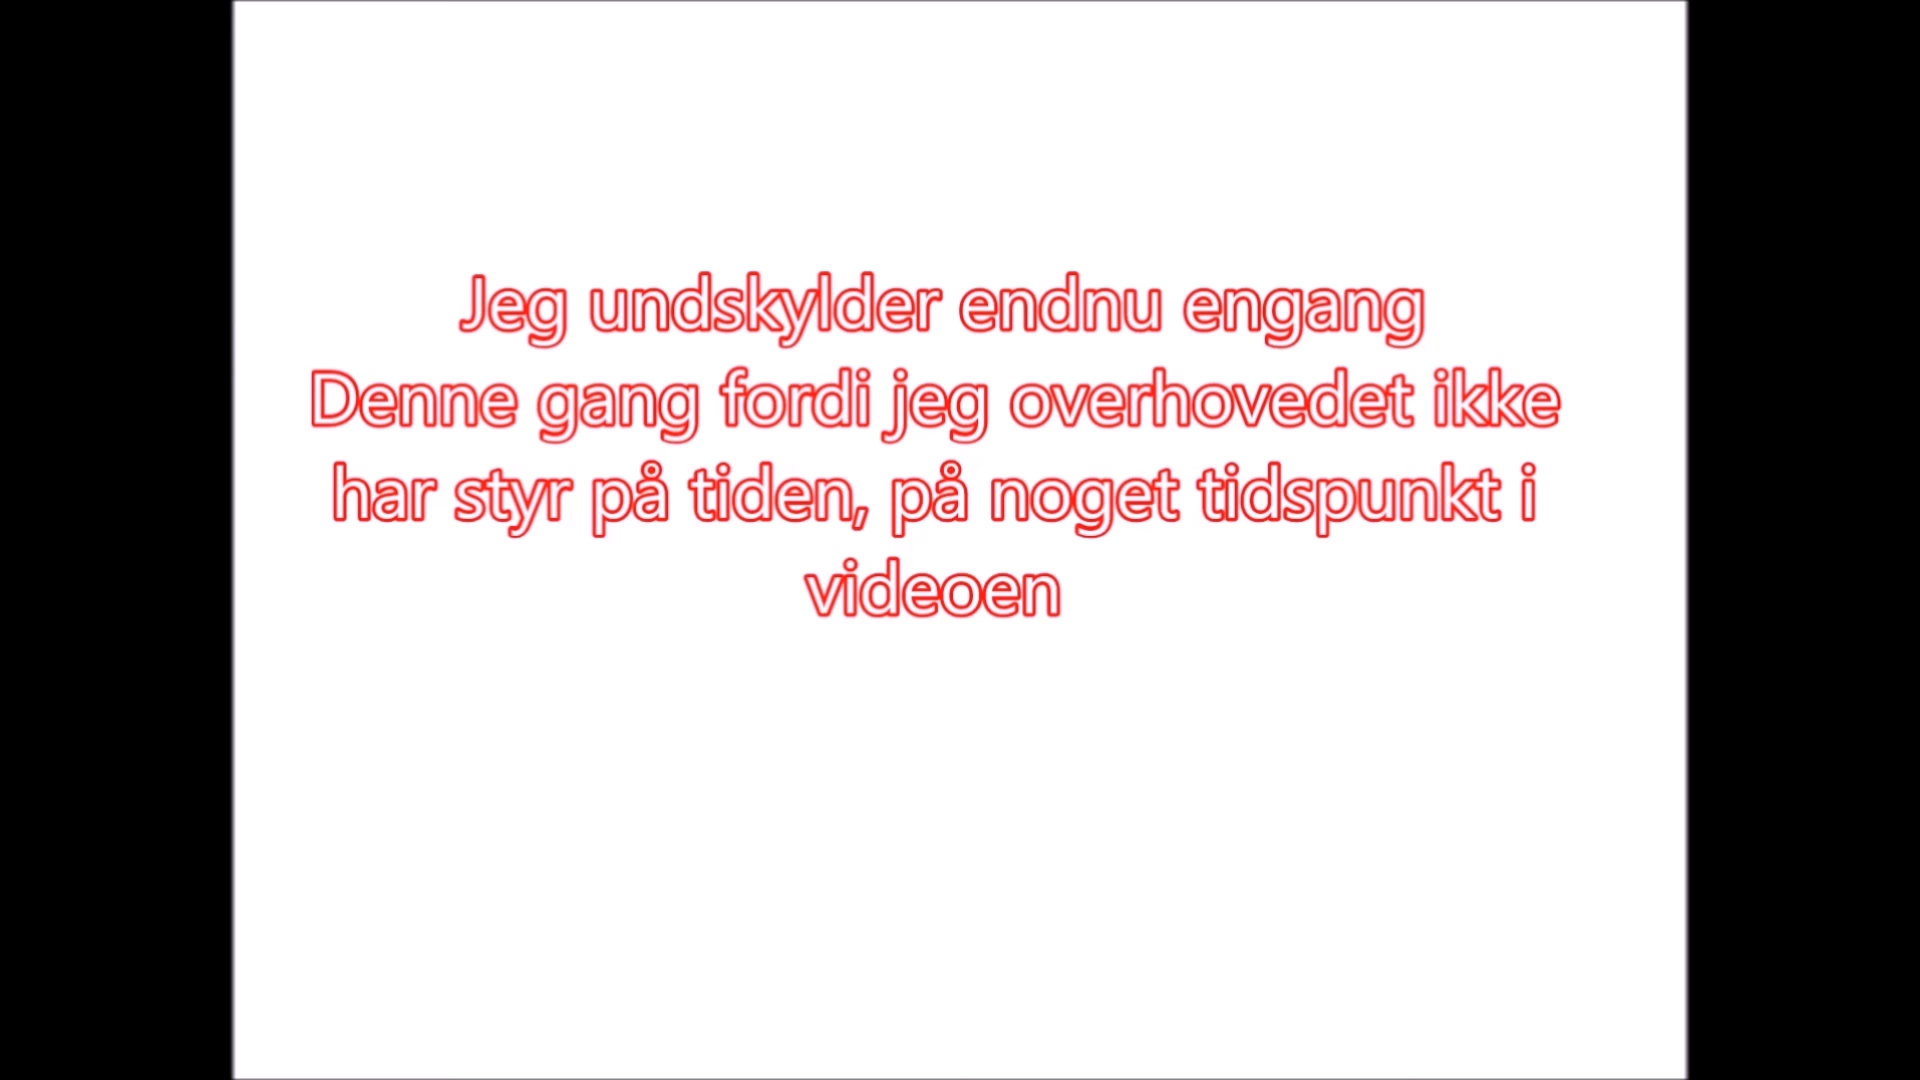 Jeg undskylder endnu engang
Denne gang fordi jeg overhovedet ikke
har styr på tiden, på noget tidspunkt i
videoen